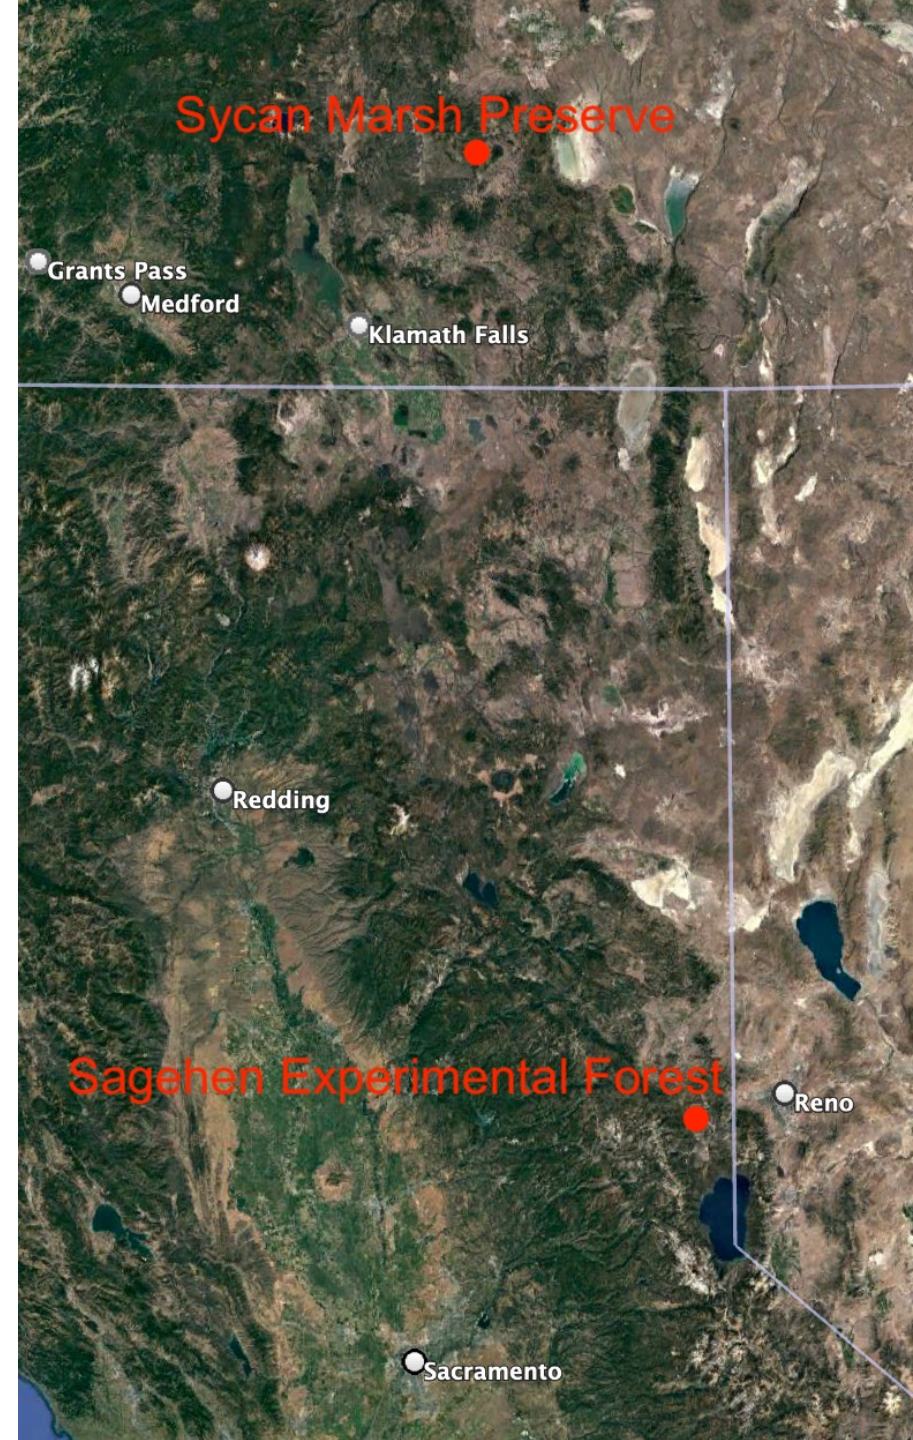 Sycan Marsh Preserve
Grants Pass
Medford
Klamath Falls
Redding
Sagehen Experimental Forest
Reno
Sacramento